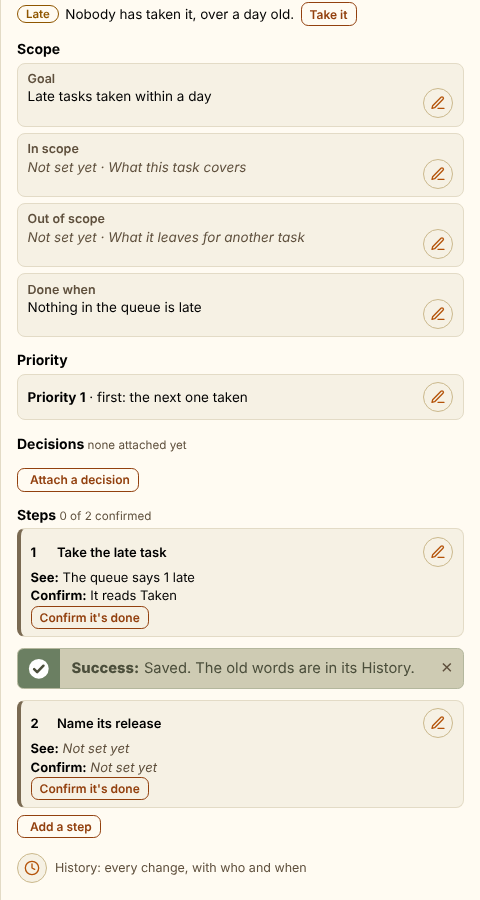 Late Nobody has taken it, over a day old. Take it
Scope
Goal
Late tasks taken within a day
In scope
Not set yet · What this task covers
Out of scope
Not set yet · What it leaves for another task
Done when
Nothing in the queue is late
Priority
Priority 1 · first: the next one taken
Decisions none attached yet
Attach a decision
Steps 0 of 2 confirmed
1 Take the late task
See: The queue says 1 late
Confirm: It reads Taken
Confirm it's done
Success: Saved. The old words are in its History. ×
2 Name its release
See: Not set yet
Confirm: Not set yet
Confirm it's done
Add a step
History: every change, with who and when